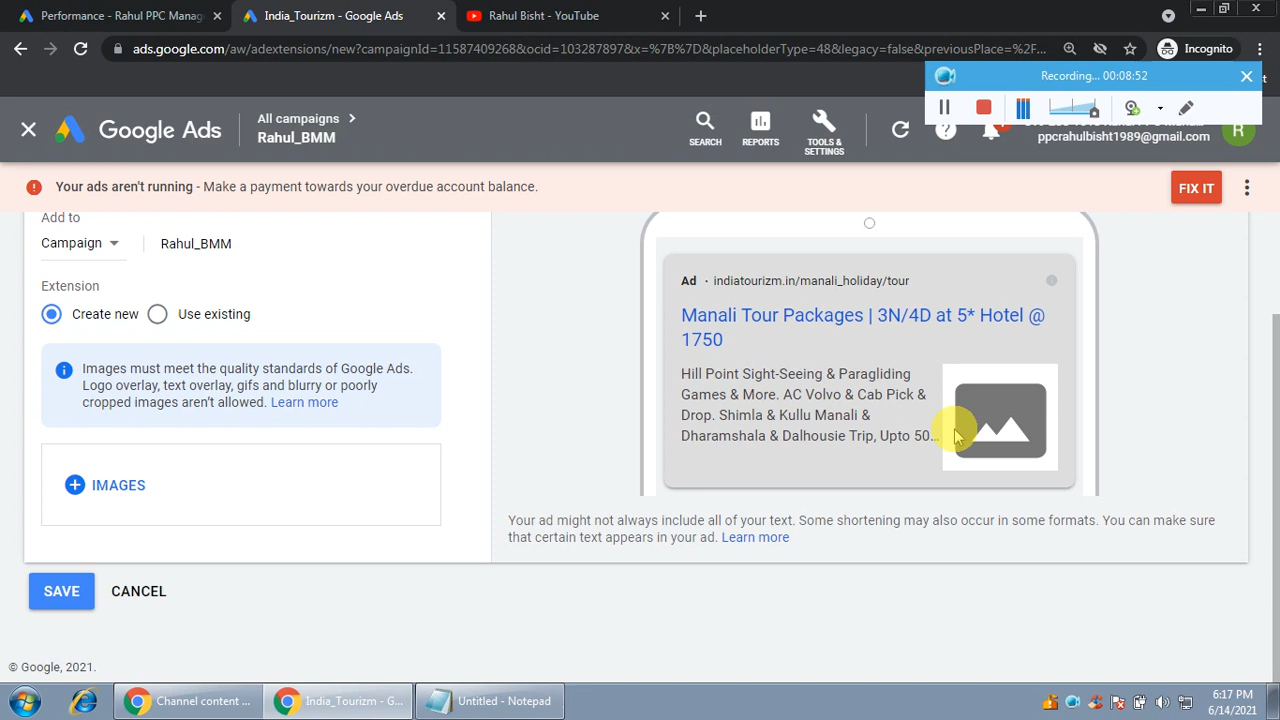 Performance - Rahul PPC Manag
India_Tourizm - Google Ads
Rahul Bisht - YouTube
ads.google.com/aw/adextensions/new?campaignId=11587409268&ocid=103287897&x=%7B%7D&placeholderType=48&legacy=false&previousPlace=%2F...
Incognito
Recording... 00:08:52
Google Ads
All campaigns
Rahul_BMM
SEARCH
REPORTS
TOOLS &
SETTINGS
ppcrahulbisht1989@gmail.com
R
Your ads aren't running - Make a payment towards your overdue account balance.
FIX IT
Add to
Campaign
Rahul_BMM
Extension
Create new
Use existing
Images must meet the quality standards of Google Ads.
Logo overlay, text overlay, gifs and blurry or poorly
cropped images aren't allowed. Learn more
IMAGES
Ad · indiatourizm.in/manali_holiday/tour
Manali Tour Packages | 3N/4D at 5* Hotel @
1750
Hill Point Sight-Seeing & Paragliding
Games & More. AC Volvo & Cab Pick &
Drop. Shimla & Kullu Manali &
Dharamshala & Dalhousie Trip, Upto 50...
Your ad might not always include all of your text. Some shortening may also occur in some formats. You can make sure
that certain text appears in your ad. Learn more
SAVE
CANCEL
© Google, 2021.
Channel content ...
India_Tourizm - G...
Untitled - Notepad
6:17 PM
6/14/2021